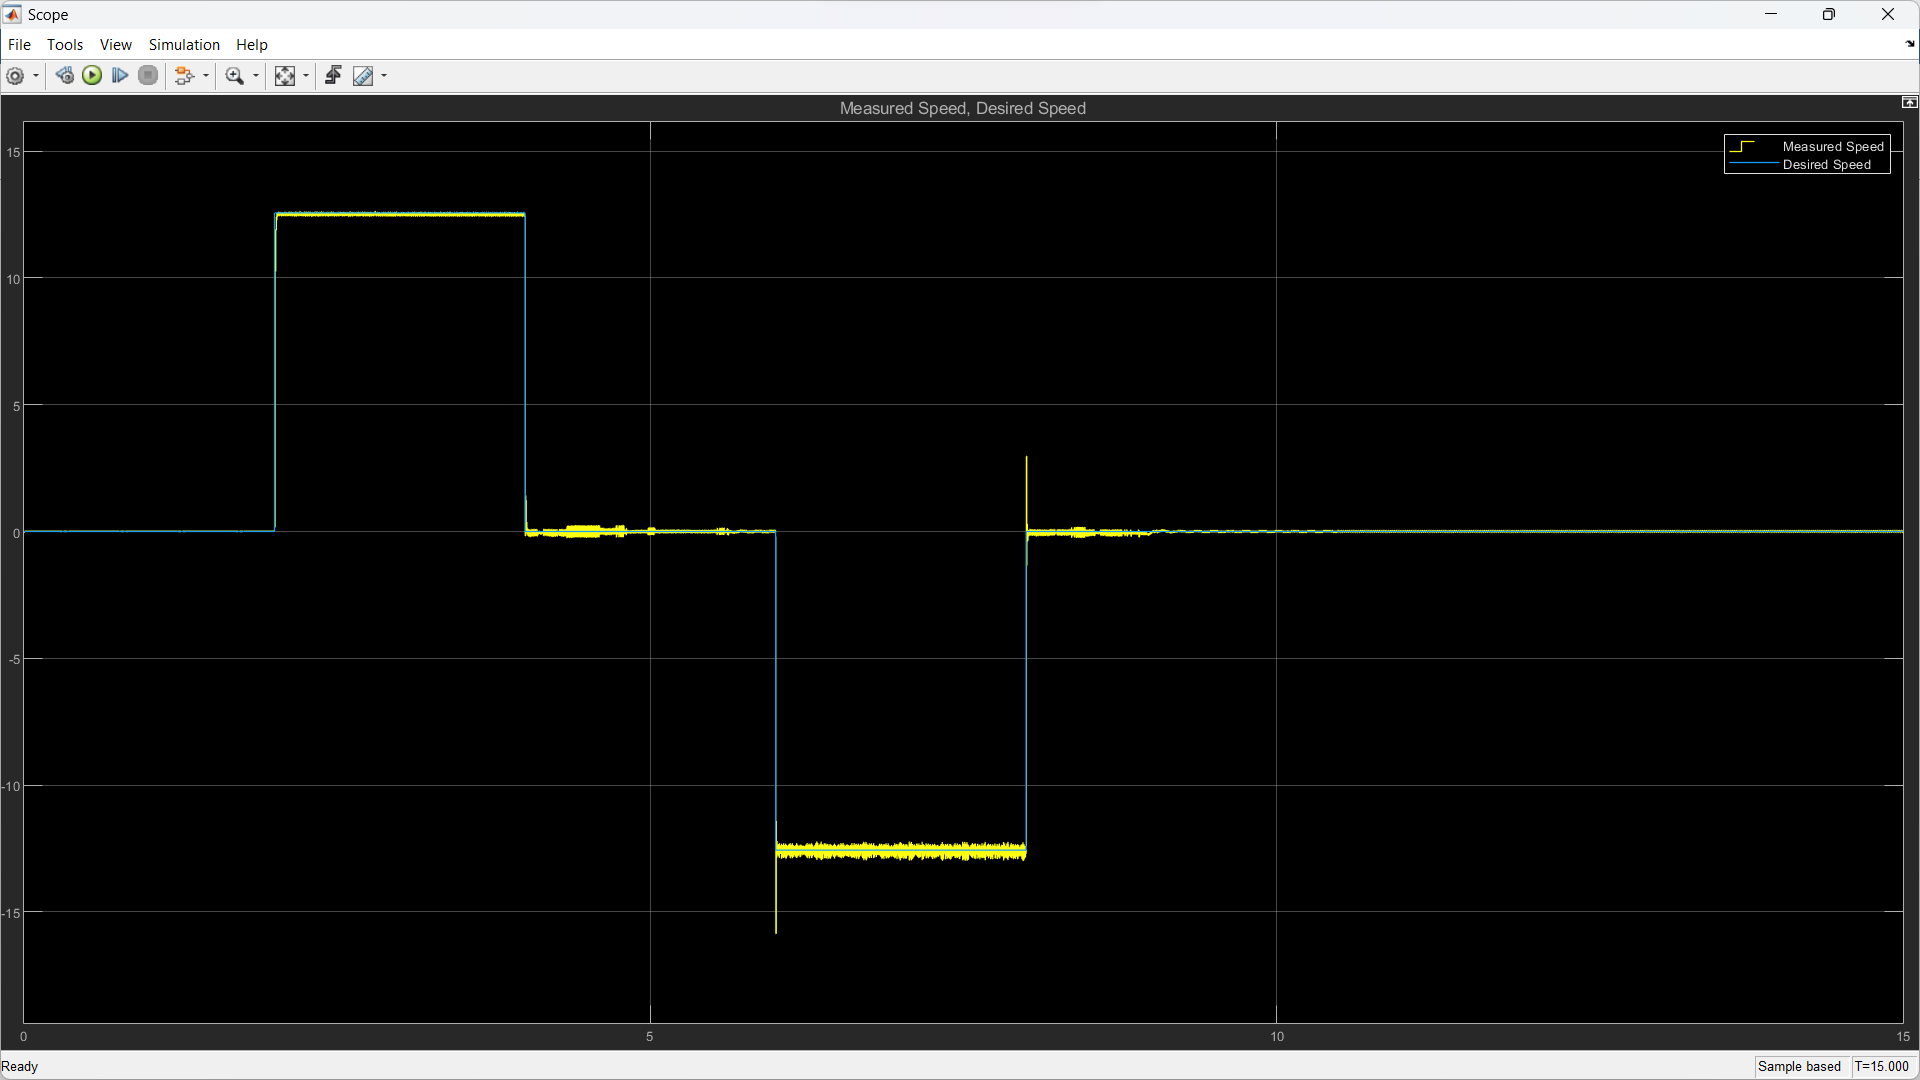 Scope
File Tools View Simulation Help
Measured Speed, Desired Speed
Measured Speed
Desired Speed
15
10
5
0
-5
-10
-15
0 5 10 15
Ready
Sample based T=15.000